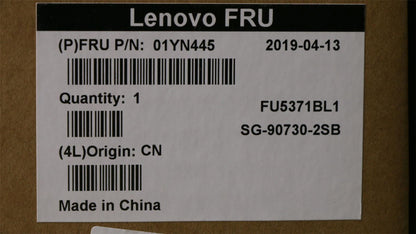 Lenovo FRU
(P)FRU P/N: 01YN445 2019-04-13
Quantity: 1
FU5371BL1
SG-90730-2SB
(4L)Origin: CN
Made in China